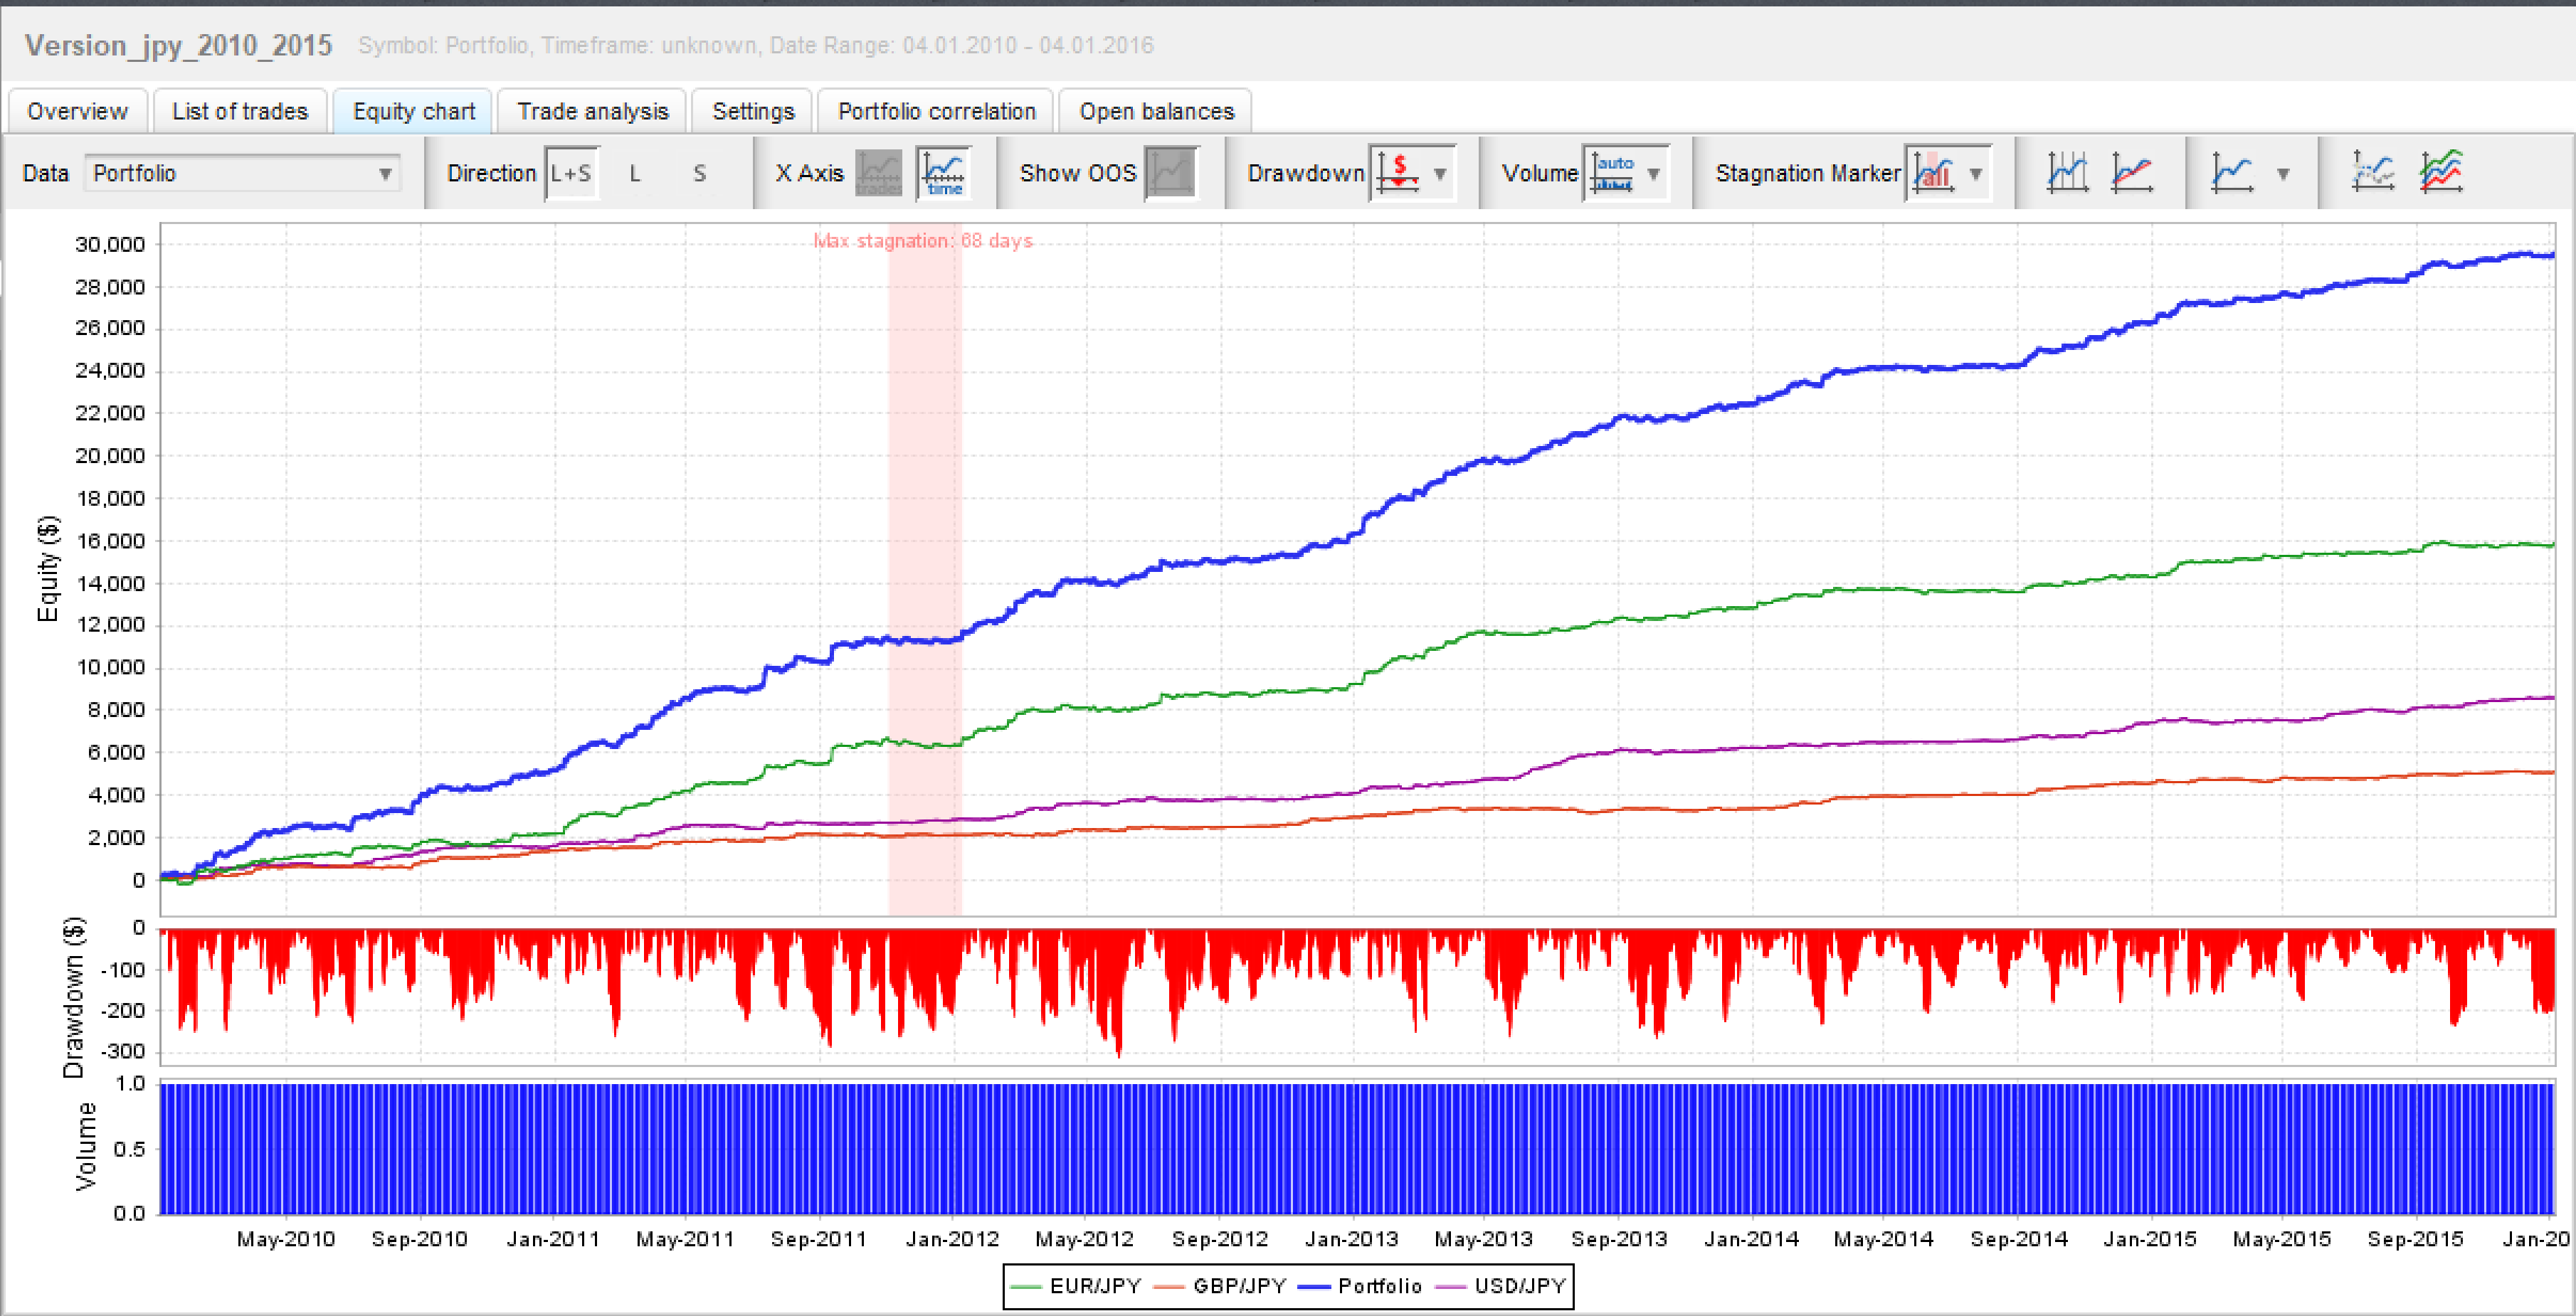 Version_jpy_2010_2015 Symbol: Portfolio, Timeframe: unknown, Date Range: 04.01.2010 - 04.01.2016
Overview List of trades Equity chart Trade analysis Settings Portfolio correlation Open balances
Data Portfolio Direction L+S L S X Axis trades time Show OOS Drawdown $ Volume auto Stagnation Marker all
Max stagnation: 68 days
Equity ($)
30,000
28,000
26,000
24,000
22,000
20,000
18,000
16,000
14,000
12,000
10,000
8,000
6,000
4,000
2,000
0
Drawdown ($)
0
-100
-200
-300
Volume
1.0
0.5
0.0
May-2010 Sep-2010 Jan-2011 May-2011 Sep-2011 Jan-2012 May-2012 Sep-2012 Jan-2013 May-2013 Sep-2013 Jan-2014 May-2014 Sep-2014 Jan-2015 May-2015 Sep-2015 Jan-20
EUR/JPY GBP/JPY Portfolio USD/JPY